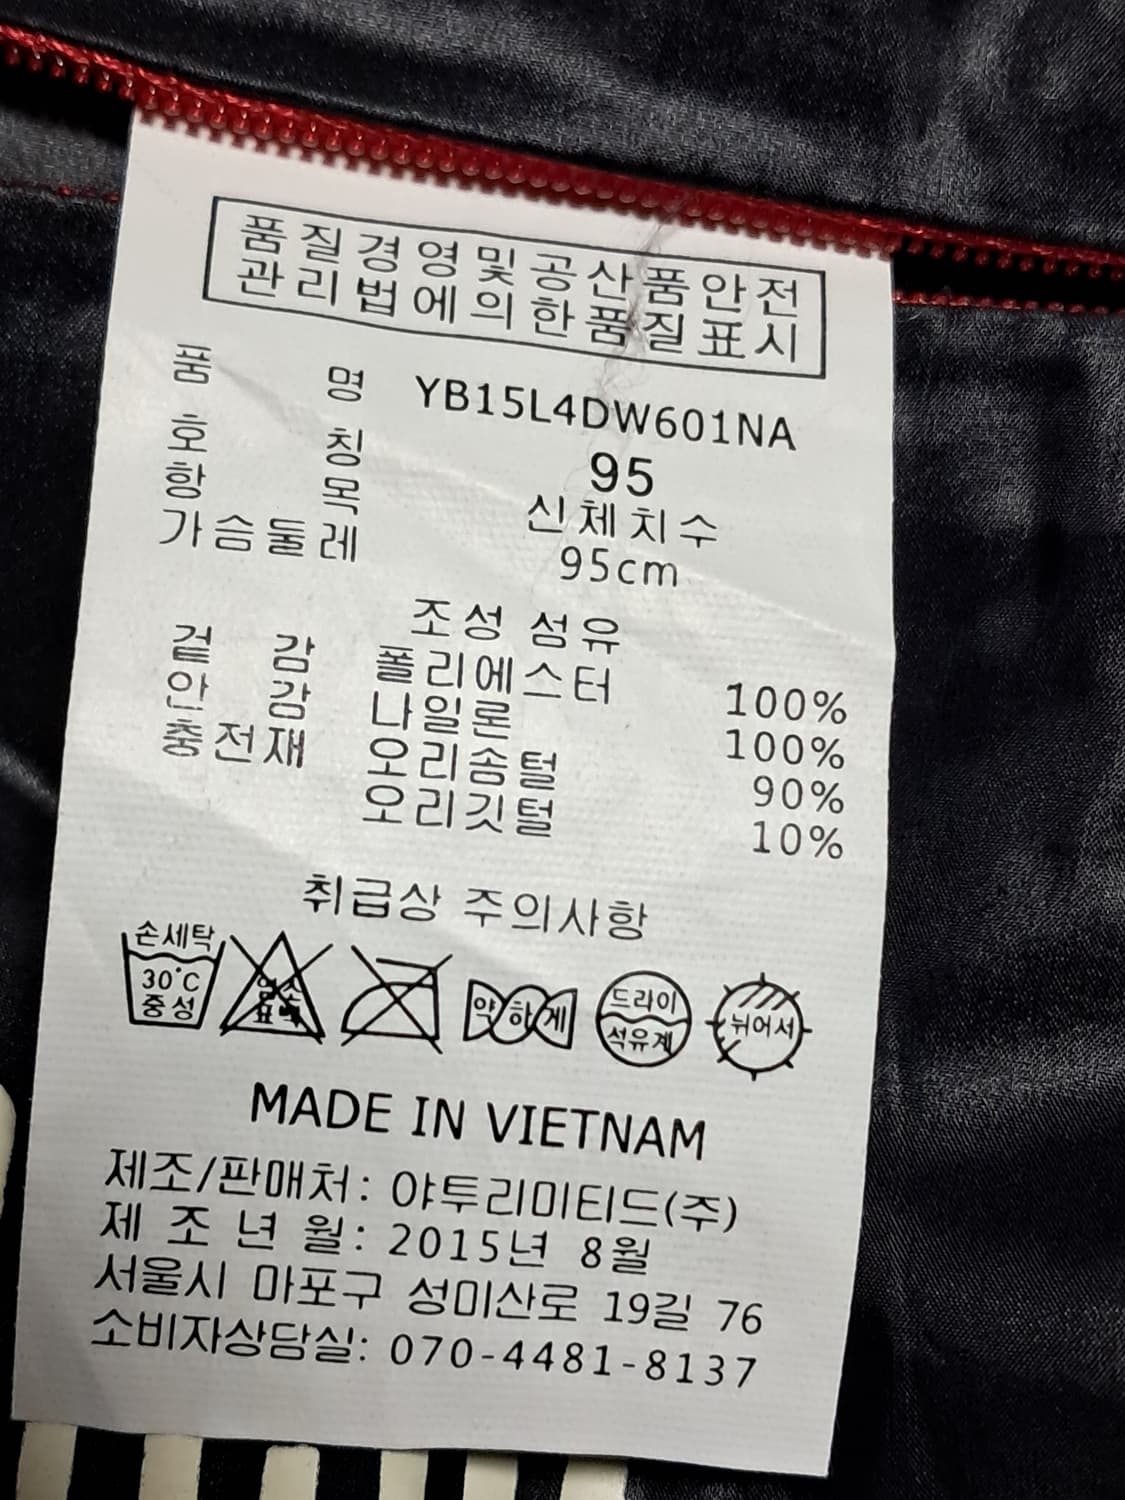 품질경영및공산품안전
관리법에의한품질표시
품 명 YB15L4DW601NA
호 칭 95
항 목 신체치수
가슴둘레 95cm
조성 섬유
겉 감 폴리에스터 100%
안 감 나일론 100%
충전재 오리솜털 90%
오리깃털 10%
취급상 주의사항
손세탁
30°C
중성
염소
표백
약하게
드라이
석유계
뉘어서
MADE IN VIETNAM
제조/판매처: 야투리미티드(주)
제 조 년 월: 2015년 8월
서울시 마포구 성미산로 19길 76
소비자상담실: 070-4481-8137